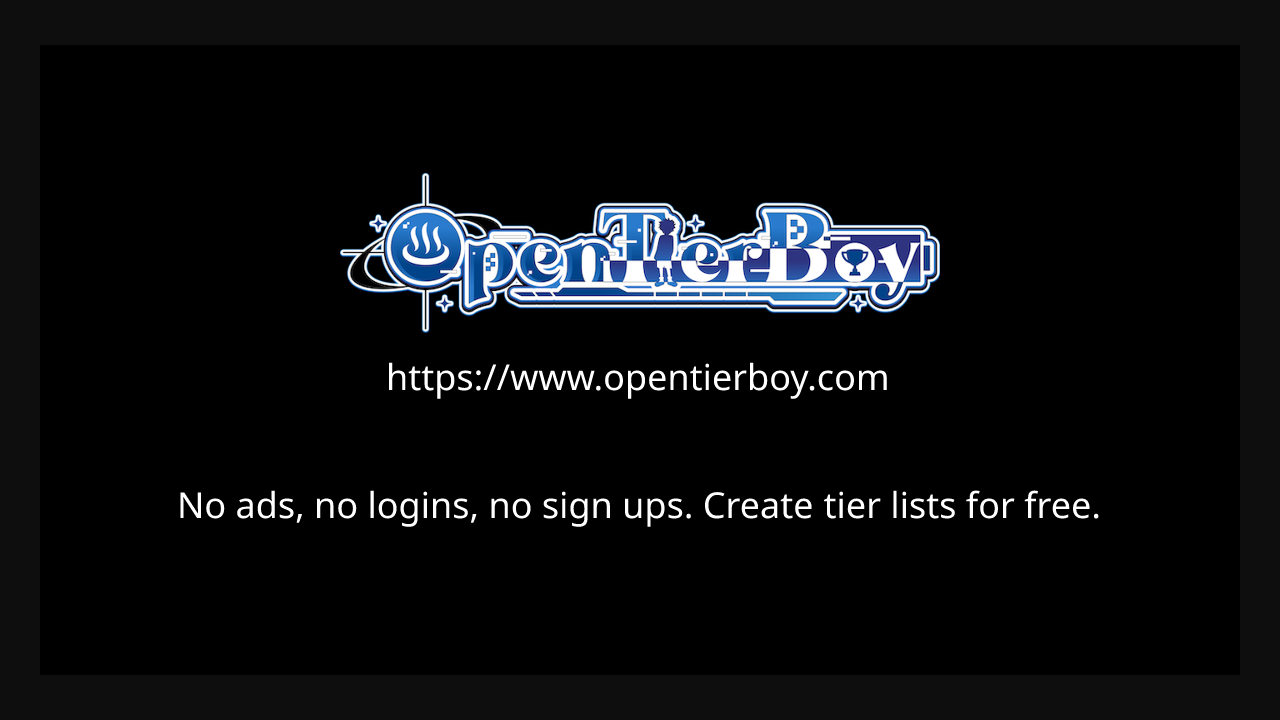 OpenTierBoy
https://www.opentierboy.com
No ads, no logins, no sign ups. Create tier lists for free.